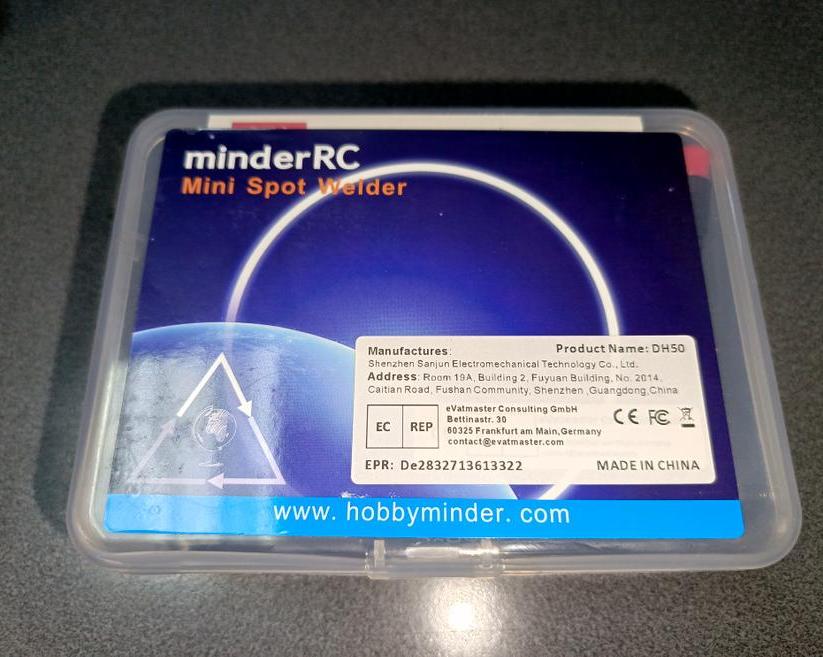 minderRC
Mini Spot Welder
Manufactures: Product Name: DH50
Shenzhen Sanjun Electromechanical Technology Co., Ltd.
Address: Room 19A, Building 2, Fuyuan Building, No. 2014,
Caitian Road, Fushan Community, Shenzhen ,Guangdong,China
EC REP
eVatmaster Consulting GmbH
Bettinastr. 30
60325 Frankfurt am Main,Germany
contact@evatmaster.com
CE FC
EPR: De2832713613322 MADE IN CHINA
www. hobbyminder. com